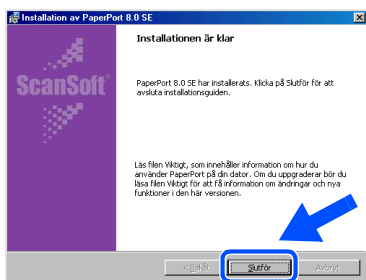 Installation av PaperPort 8.0 SE
Installationen är klar
ScanSoft®
PaperPort 8.0 SE har installerats. Klicka på Slutför för att
avsluta installationsguiden.
Läs filen Viktigt, som innehåller information om hur du
använder PaperPort på din dator. Om du uppgraderar bör du
läsa filen Viktigt för att få information om ändringar och nya
funktioner i den här versionen.
< Bakåt
Slutför
Avbryt